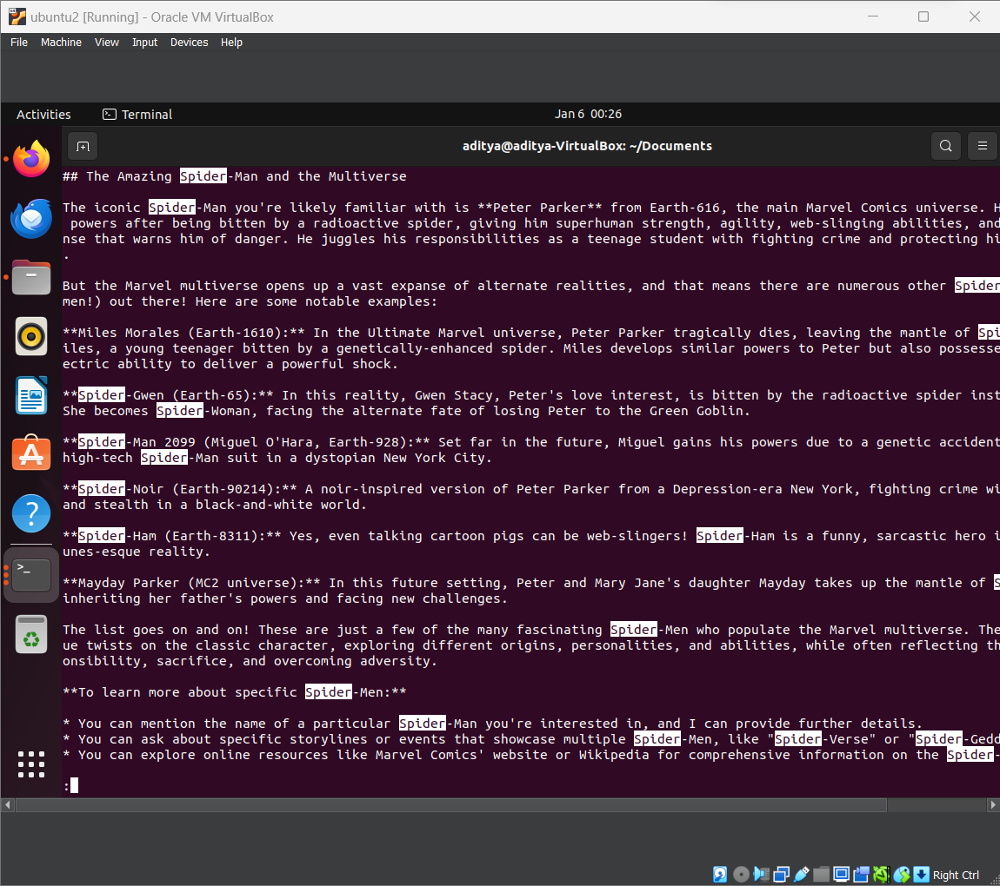 ubuntu2 [Running] - Oracle VM VirtualBox
File Machine View Input Devices Help
Activities Terminal Jan 6 00:26
aditya@aditya-VirtualBox: ~/Documents
## The Amazing Spider-Man and the Multiverse
The iconic Spider-Man you're likely familiar with is **Peter Parker** from Earth-616, the main Marvel Comics universe.
powers after being bitten by a radioactive spider, giving him superhuman strength, agility, web-slinging abilities, and
nse that warns him of danger. He juggles his responsibilities as a teenage student with fighting crime and protecting hi
.
But the Marvel multiverse opens up a vast expanse of alternate realities, and that means there are numerous other Spider
men!) out there! Here are some notable examples:
**Miles Morales (Earth-1610):** In the Ultimate Marvel universe, Peter Parker tragically dies, leaving the mantle of Spi
iles, a young teenager bitten by a genetically-enhanced spider. Miles develops similar powers to Peter but also possesse
ectric ability to deliver a powerful shock.
**Spider-Gwen (Earth-65):** In this reality, Gwen Stacy, Peter's love interest, is bitten by the radioactive spider inst
She becomes Spider-Woman, facing the alternate fate of losing Peter to the Green Goblin.
**Spider-Man 2099 (Miguel O'Hara, Earth-928):** Set far in the future, Miguel gains his powers due to a genetic accident
high-tech Spider-Man suit in a dystopian New York City.
**Spider-Noir (Earth-90214):** A noir-inspired version of Peter Parker from a Depression-era New York, fighting crime wi
and stealth in a black-and-white world.
**Spider-Ham (Earth-8311):** Yes, even talking cartoon pigs can be web-slingers! Spider-Ham is a funny, sarcastic hero i
unes-esque reality.
**Mayday Parker (MC2 universe):** In this future setting, Peter and Mary Jane's daughter Mayday takes up the mantle of S
inheriting her father's powers and facing new challenges.
The list goes on and on! These are just a few of the many fascinating Spider-Men who populate the Marvel multiverse. The
ue twists on the classic character, exploring different origins, personalities, and abilities, while often reflecting th
onsibility, sacrifice, and overcoming adversity.
**To learn more about specific Spider-Men:**
* You can mention the name of a particular Spider-Man you're interested in, and I can provide further details.
* You can ask about specific storylines or events that showcase multiple Spider-Men, like "Spider-Verse" or "Spider-Gedd
* You can explore online resources like Marvel Comics' website or Wikipedia for comprehensive information on the Spider-
:
Right Ctrl